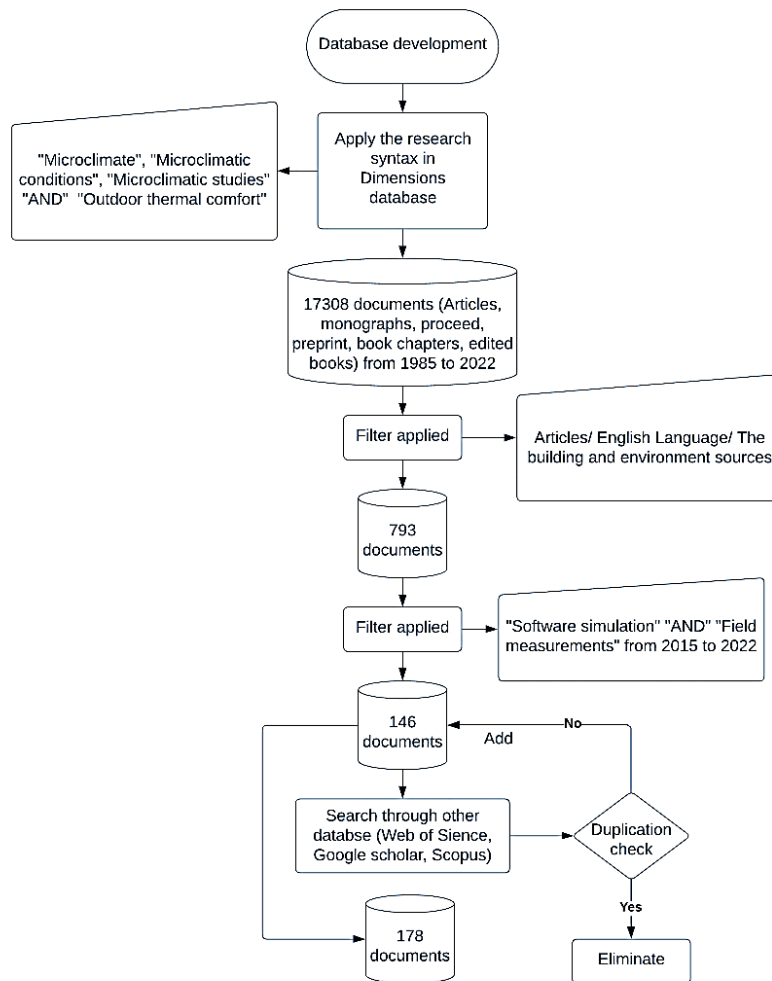 Database development
Apply the research
syntax in
Dimensions
database
"Microclimate", "Microclimatic
conditions", "Microclimatic studies"
"AND"  "Outdoor thermal comfort"
17308 documents (Articles,
monographs, proceed,
preprint, book chapters, edited
books) from 1985 to 2022
Filter applied
Articles/ English Language/ The
building and environment sources
793
documents
Filter applied
"Software simulation" "AND" "Field
measurements" from 2015 to 2022
146
documents
Add
No
Search through other
databse (Web of Sience,
Google scholar, Scopus)
Duplication
check
Yes
178
documents
Eliminate